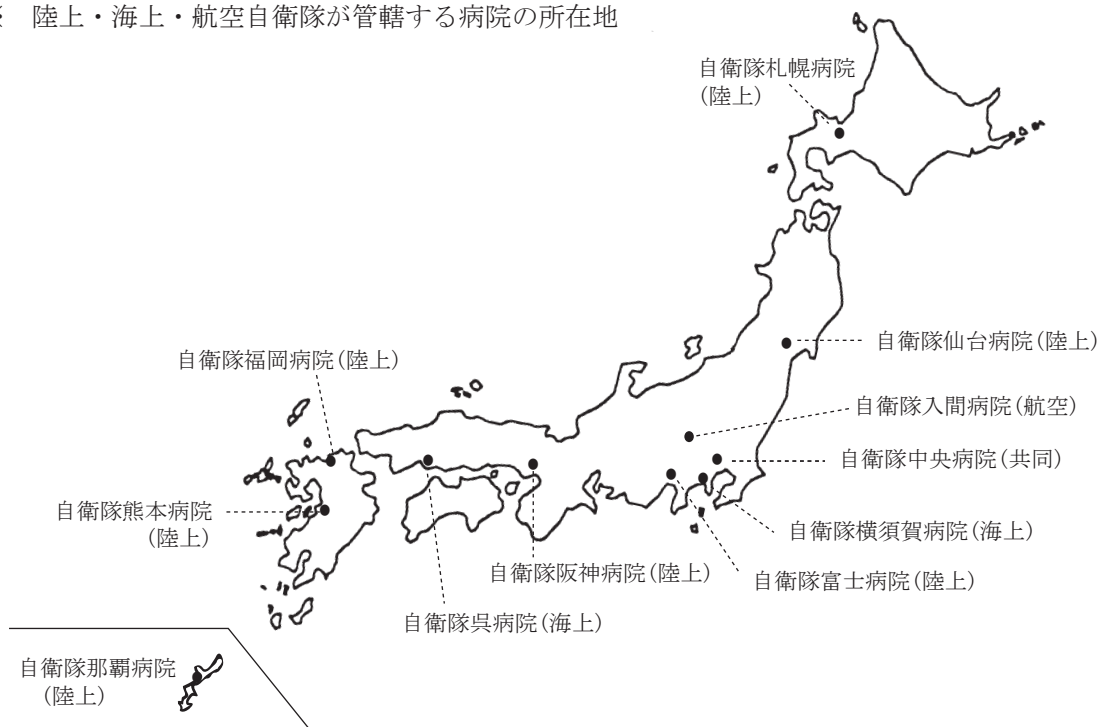 ※ 陸上・海上・航空自衛隊が管轄する病院の所在地
自衛隊札幌病院
(陸上)
自衛隊仙台病院(陸上)
自衛隊福岡病院(陸上)
自衛隊入間病院(航空)
自衛隊中央病院(共同)
自衛隊熊本病院
(陸上)
自衛隊横須賀病院(海上)
自衛隊阪神病院(陸上)
自衛隊富士病院(陸上)
自衛隊呉病院(海上)
自衛隊那覇病院
(陸上)